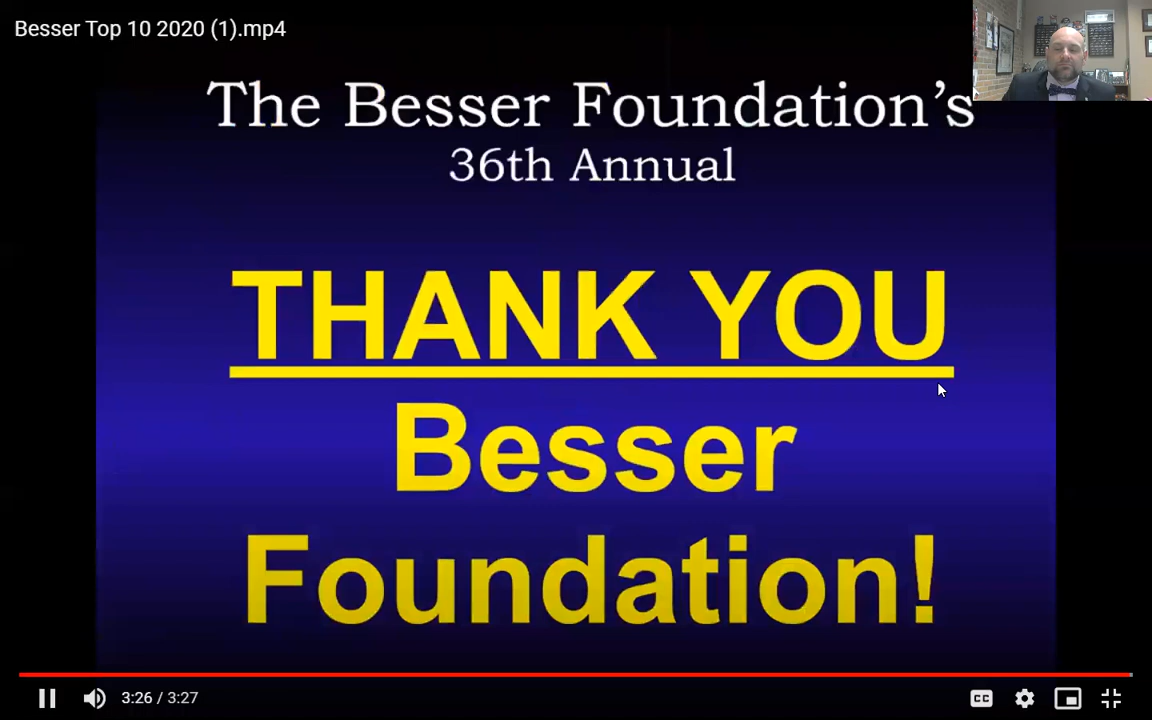 Besser Top 10 2020 (1).mp4
The Besser Foundation’s
36th Annual
THANK YOU
Besser
Foundation!
3:26 / 3:27
CC